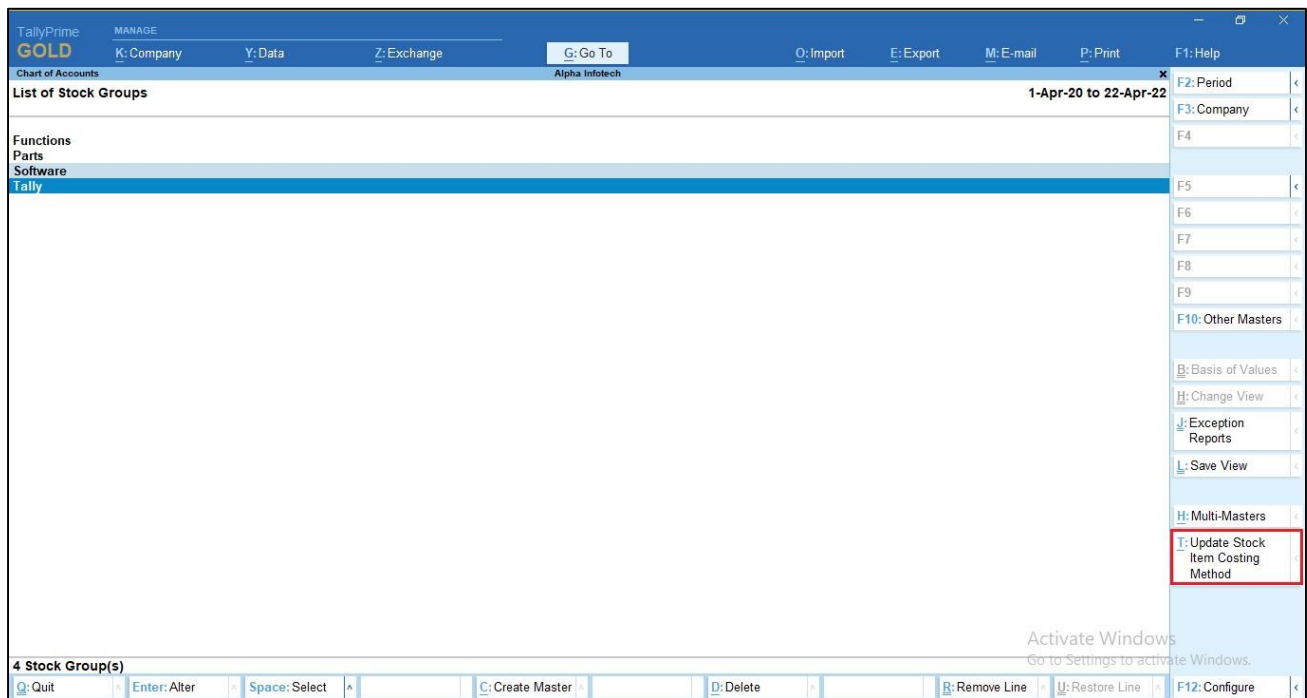 TallyPrime
GOLD
MANAGE
K: Company
Y: Data
Z: Exchange
G: Go To
O: Import
E: Export
M: E-mail
P: Print
F1: Help
Chart of Accounts
Alpha Infotech
List of Stock Groups
1-Apr-20 to 22-Apr-22
Functions
Parts
Software
Tally
F2: Period
F3: Company
F4
F5
F6
F7
F8
F9
F10: Other Masters
B: Basis of Values
H: Change View
J: Exception
Reports
L: Save View
H: Multi-Masters
T: Update Stock
Item Costing
Method
Activate Windows
Go to Settings to activate Windows.
4 Stock Group(s)
Q: Quit
Enter: Alter
Space: Select
C: Create Master
D: Delete
R: Remove Line
U: Restore Line
F12: Configure